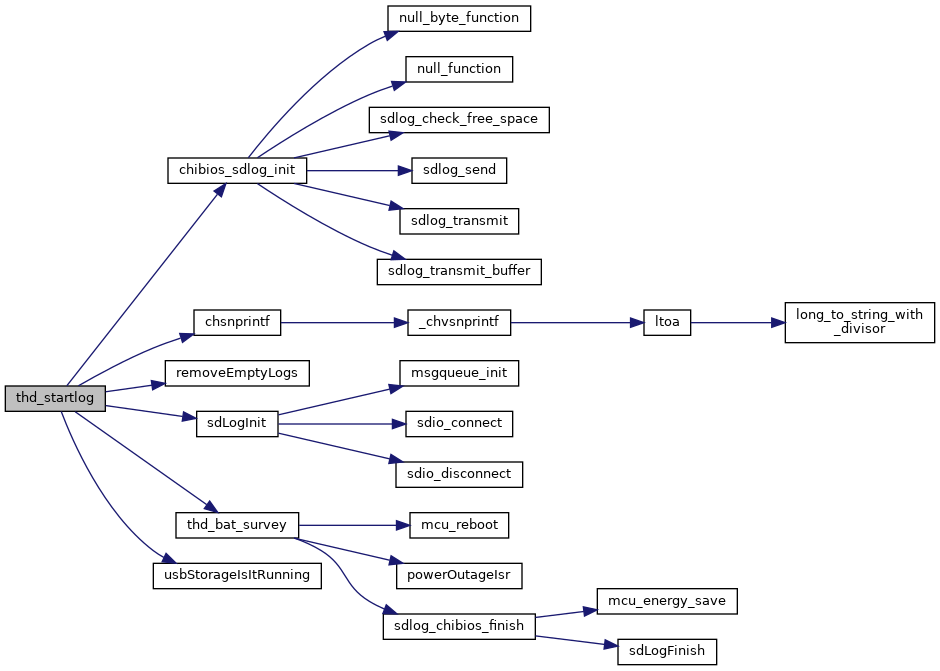 null_byte_function
null_function
sdlog_check_free_space
chibios_sdlog_init
sdlog_send
sdlog_transmit
sdlog_transmit_buffer
chsnprintf
_chvsnprintf
ltoa
long_to_string_with
_divisor
removeEmptyLogs
msgqueue_init
thd_startlog
sdLogInit
sdio_connect
sdio_disconnect
thd_bat_survey
mcu_reboot
usbStorageIsItRunning
powerOutageIsr
sdlog_chibios_finish
mcu_energy_save
sdLogFinish